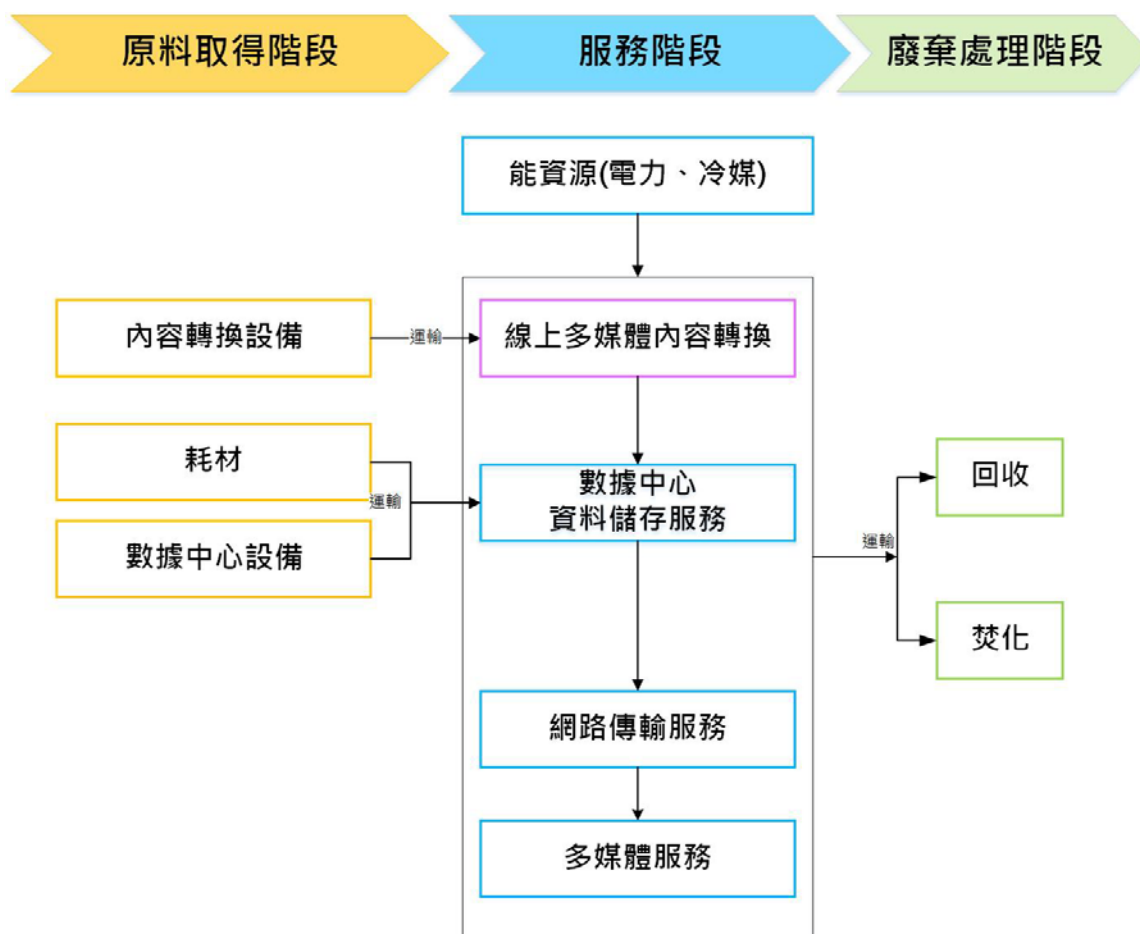 原料取得階段
服務階段
廢棄處理階段
能資源(電力、冷媒)
內容轉換設備
運輸
線上多媒體內容轉換
耗材
運輸
數據中心設備
數據中心
資料儲存服務
網路傳輸服務
多媒體服務
運輸
回收
焚化